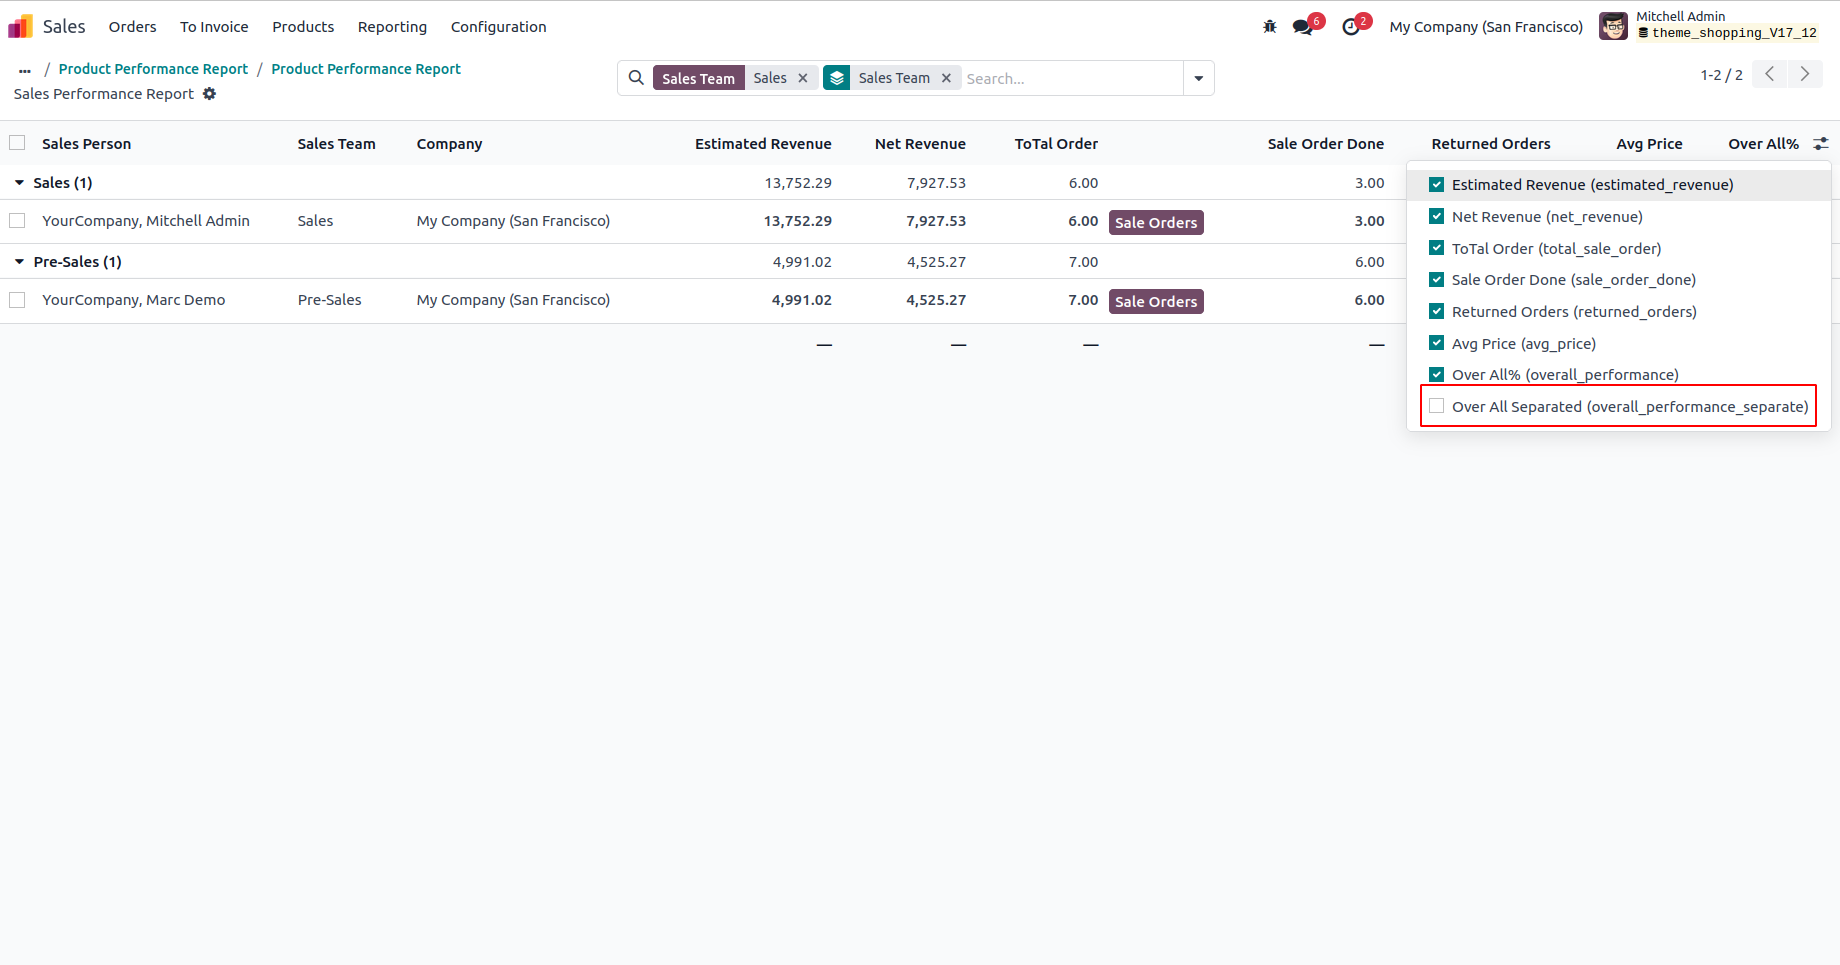 Sales Orders To Invoice Products Reporting Configuration 6 2 My Company (San Francisco) Mitchell Admin
theme_shopping_V17_12
... / Product Performance Report / Product Performance Report
Sales Performance Report
Sales Team Sales Sales Team Search...
1-2 / 2
Sales Person Sales Team Company Estimated Revenue Net Revenue ToTal Order Sale Order Done Returned Orders Avg Price Over All%
Sales (1) 13,752.29 7,927.53 6.00 3.00
YourCompany, Mitchell Admin Sales My Company (San Francisco) 13,752.29 7,927.53 6.00 Sale Orders 3.00
Pre-Sales (1) 4,991.02 4,525.27 7.00 6.00
YourCompany, Marc Demo Pre-Sales My Company (San Francisco) 4,991.02 4,525.27 7.00 Sale Orders 6.00
— — — —
Estimated Revenue (estimated_revenue)
Net Revenue (net_revenue)
ToTal Order (total_sale_order)
Sale Order Done (sale_order_done)
Returned Orders (returned_orders)
Avg Price (avg_price)
Over All% (overall_performance)
Over All Separated (overall_performance_separate)